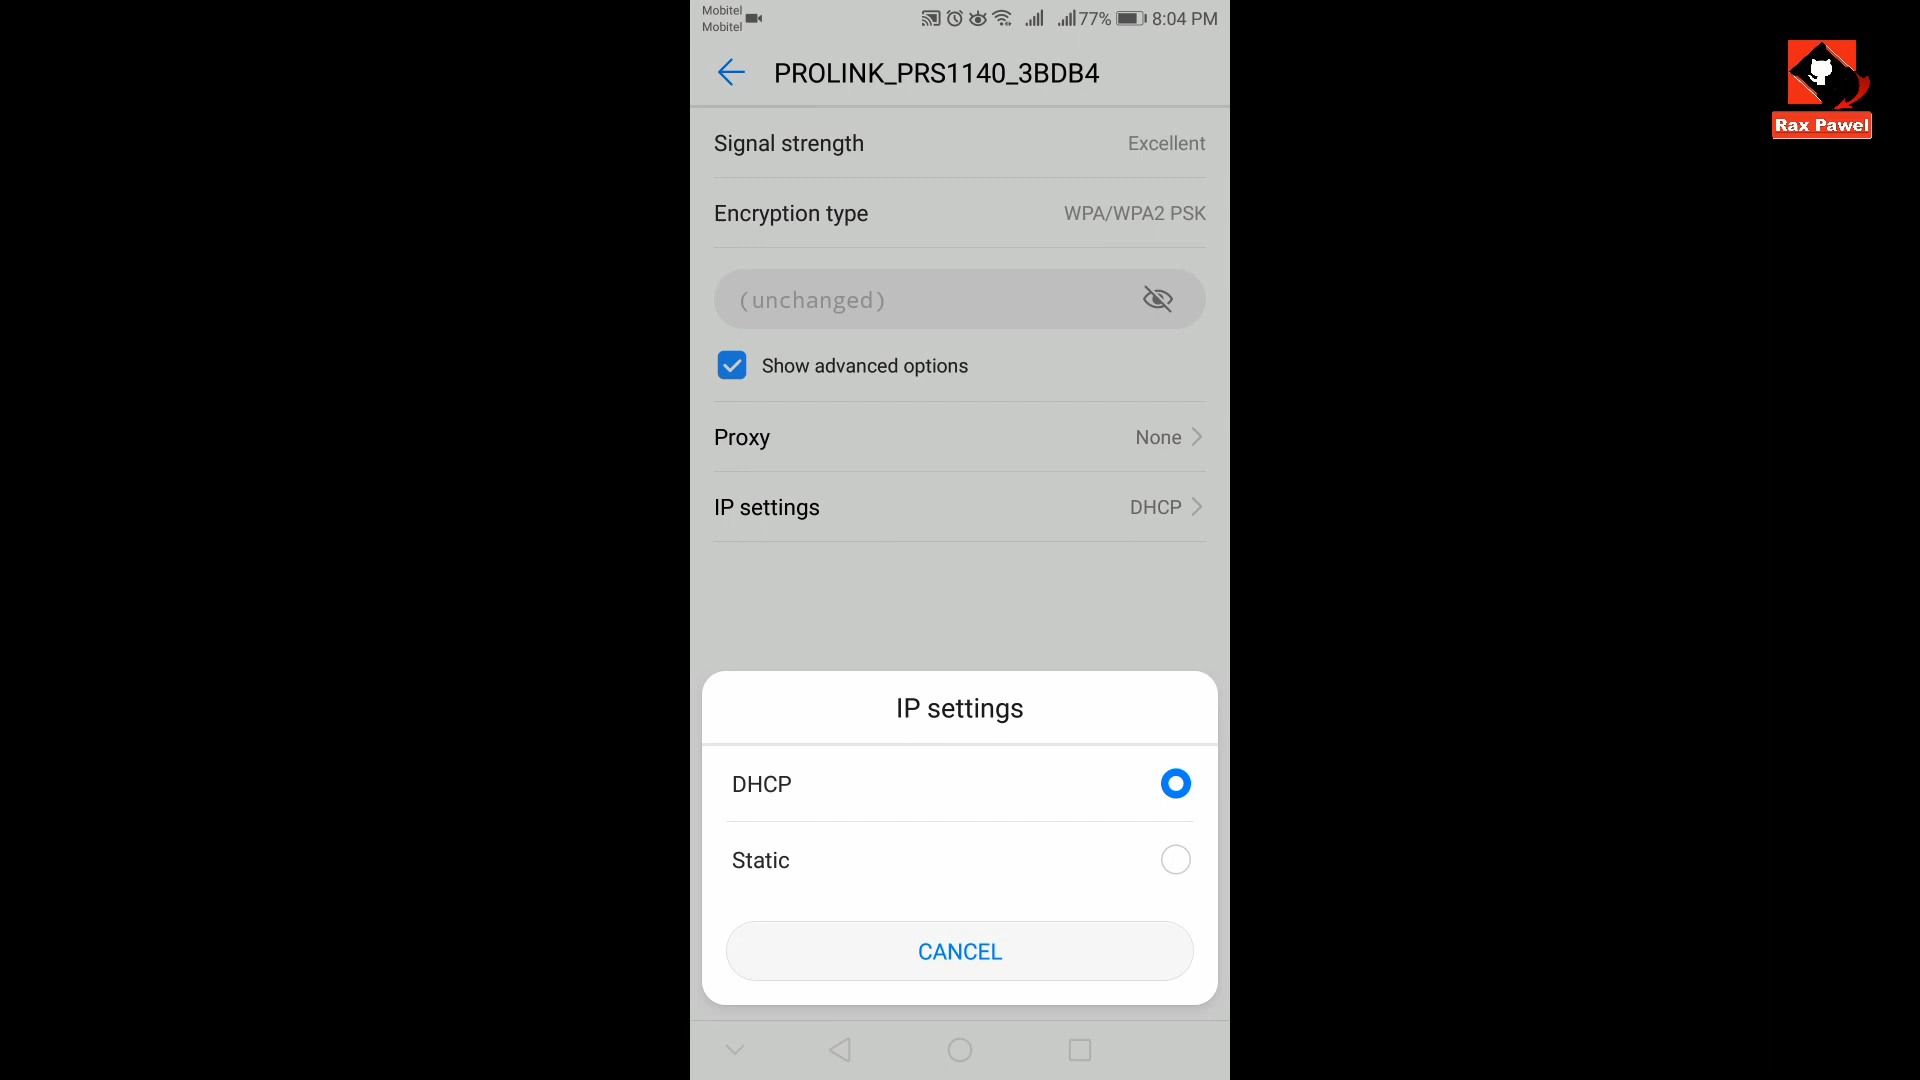 Mobitel
Mobitel
77% 8:04 PM
Rax Pawel
PROLINK_PRS1140_3BDB4
Signal strength Excellent
Encryption type WPA/WPA2 PSK
(unchanged)
Show advanced options
Proxy None
IP settings DHCP
IP settings
DHCP
Static
CANCEL